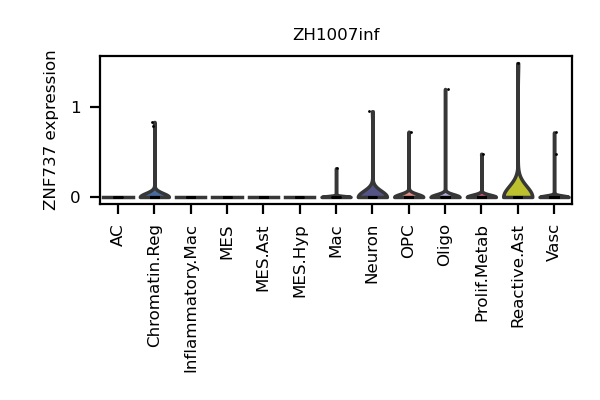 ZH1007inf
ZNF737 expression
1
0
AC
Chromatin.Reg
Inflammatory.Mac
MES
MES.Ast
MES.Hyp
Mac
Neuron
OPC
Oligo
Prolif.Metab
Reactive.Ast
Vasc